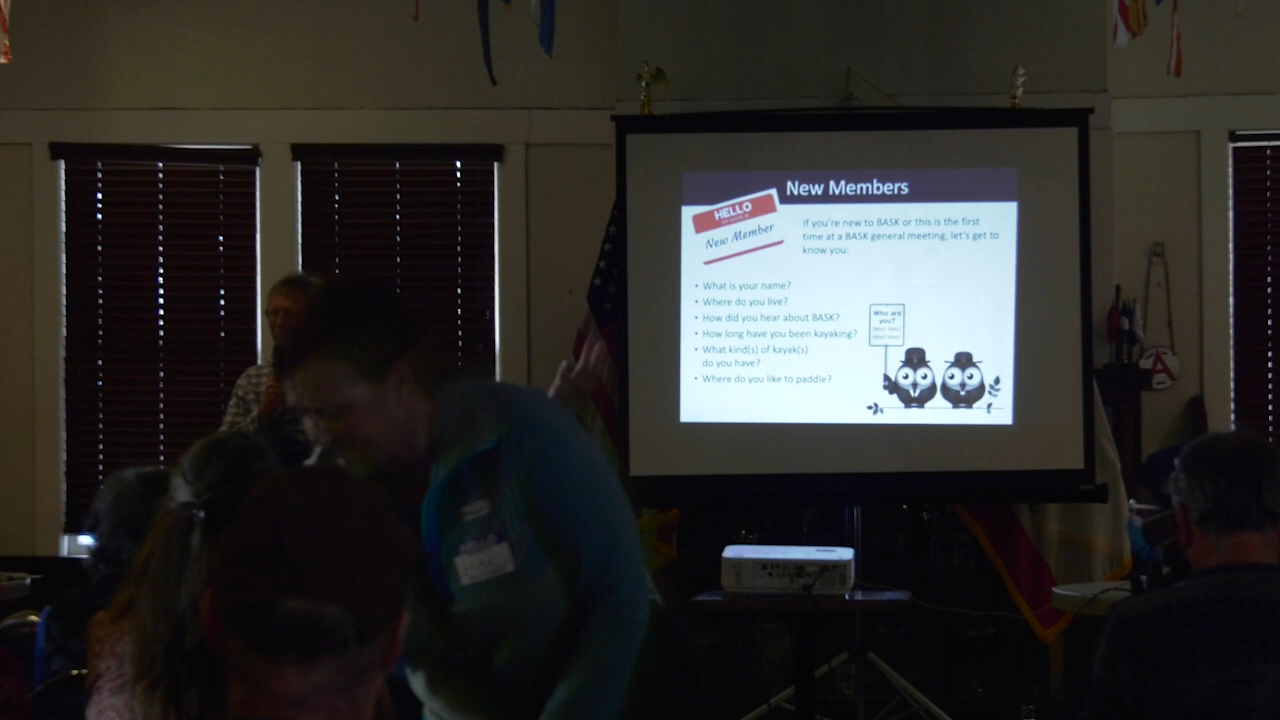 New Members
HELLO
New Member
If you're new to BASK or this is the first
time at a BASK general meeting, let's get to
know you:
• What is your name?
• Where do you live?
• How did you hear about BASK?
• How long have you been kayaking?
• What kind(s) of kayak(s)
do you have?
• Where do you like to paddle?
Who are
you?
A